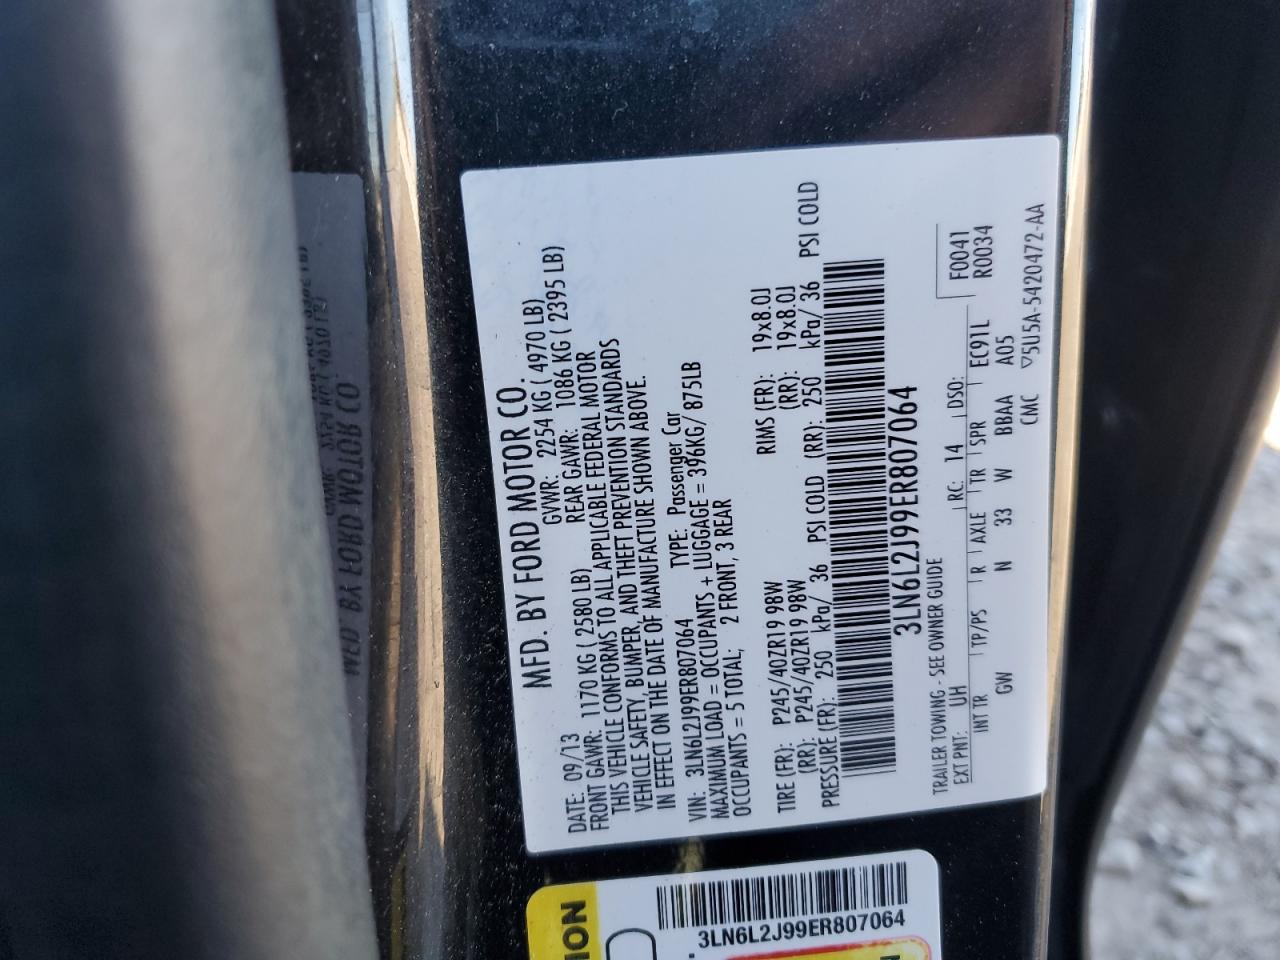 MFD. BY FORD MOTOR CO.
DATE: 09/13 GVWR: 2254 KG ( 4970 LB)
FRONT GAWR: 1170 KG ( 2580 LB) REAR GAWR: 1086 KG ( 2395 LB)
THIS VEHICLE CONFORMS TO ALL APPLICABLE FEDERAL MOTOR
VEHICLE SAFETY, BUMPER, AND THEFT PREVENTION STANDARDS
IN EFFECT ON THE DATE OF MANUFACTURE SHOWN ABOVE.
VIN: 3LN6L2J99ER807064 TYPE: Passenger Car
MAXIMUM LOAD = OCCUPANTS + LUGGAGE = 396KG/ 875LB
OCCUPANTS = 5 TOTAL; 2 FRONT, 3 REAR
TIRE (FR): P245/40ZR19 98W RIMS (FR): 19x8.0J
(RR): P245/40ZR19 98W (RR): 19x8.0J
PRESSURE (FR): 250 kPa/ 36 PSI COLD (RR): 250 kPa/ 36 PSI COLD
3LN6L2J99ER807064
TRAILER TOWING - SEE OWNER GUIDE
F0041
R0034
EXT PNT: UH RC: 14 DSO:
INT TR TP/PS R AXLE TR SPR EC91L
GW N 33 W BBAA A05
CMC ▽5U5A-5420472-AA
3LN6L2J99ER807064